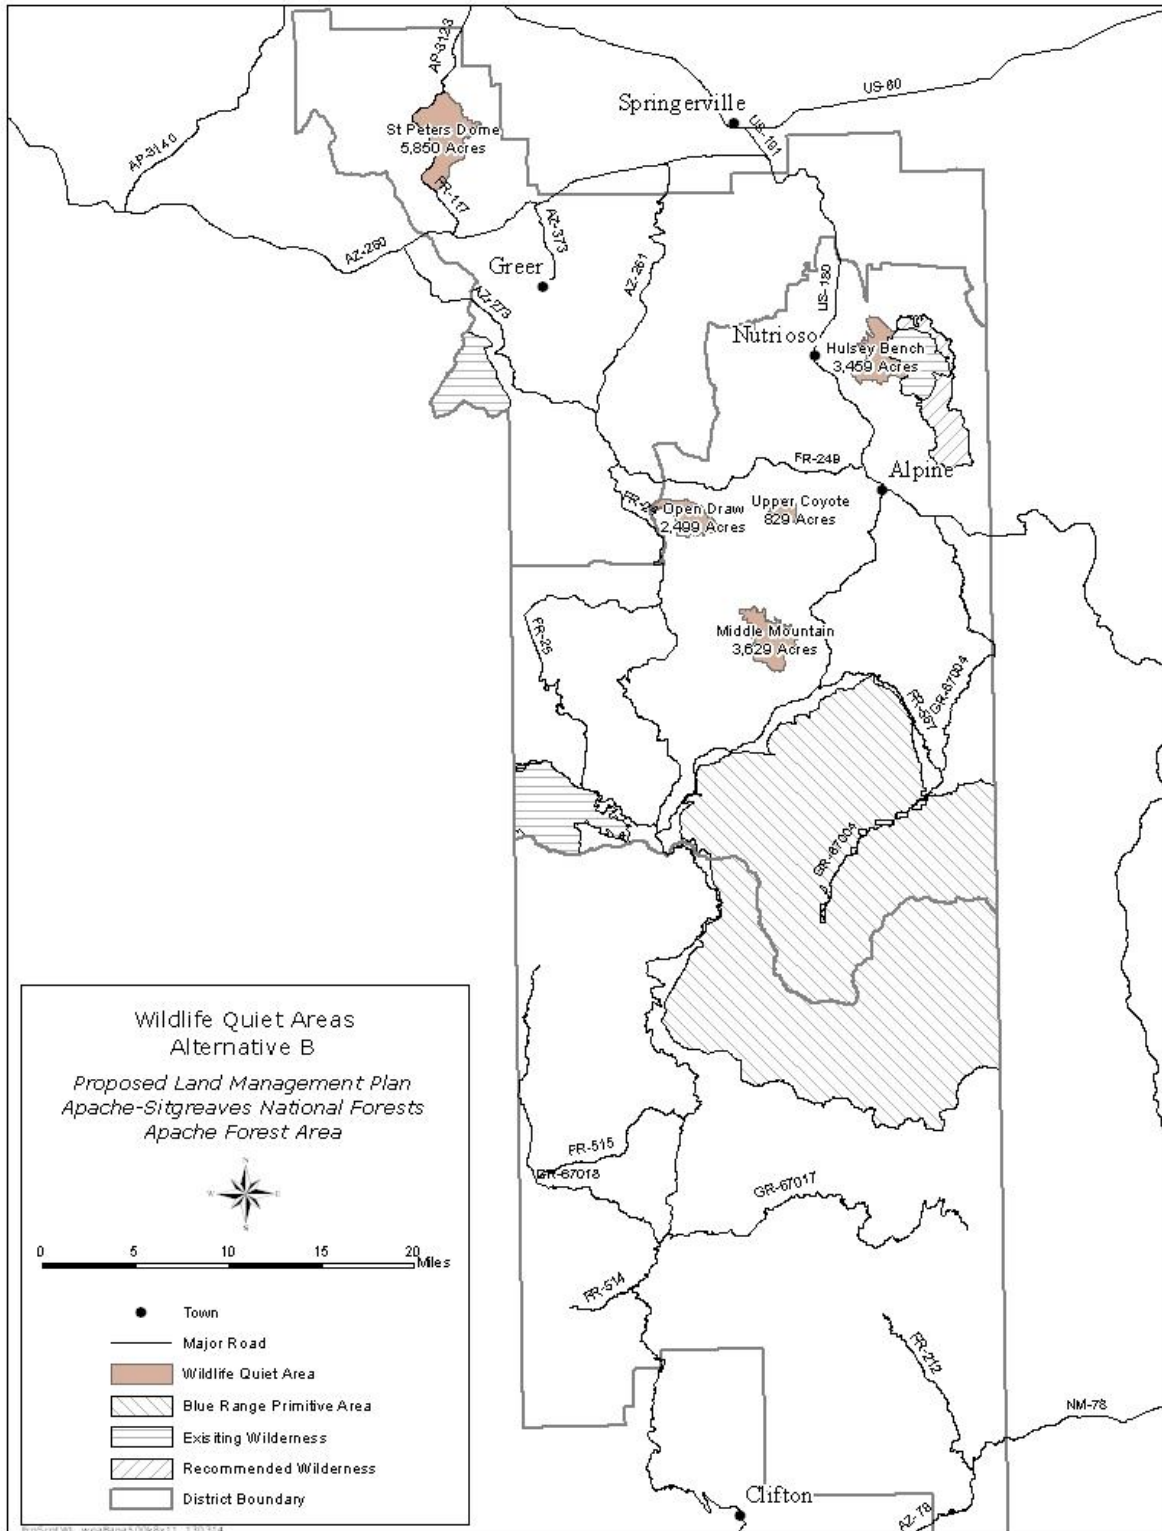 AP-3123
Springerville
US-60
US-191
St Peters Dome
5,850 Acres
AP-3140
FR-117
AZ-260
AZ-373
Greer
AZ-261
AZ-273
US-180
Nutrioso
Hulsey Bench
3,459 Acres
FR-249
Alpine
Open Draw
2,499 Acres
Upper Coyote
829 Acres
FR-25
Middle Mountain
3,629 Acres
FR-567
GR-67004
GR-67004
Wildlife Quiet Areas
Alternative B
Proposed Land Management Plan
Apache-Sitgreaves National Forests
Apache Forest Area
N
W
E
S
0 5 10 15 20
Miles
Town
Major Road
Wildlife Quiet Area
Blue Range Primitive Area
Exisiting Wilderness
Recommended Wilderness
District Boundary
FR-515
GR-67018
GR-67017
FR-514
FR-212
NM-78
Clifton
AZ-78